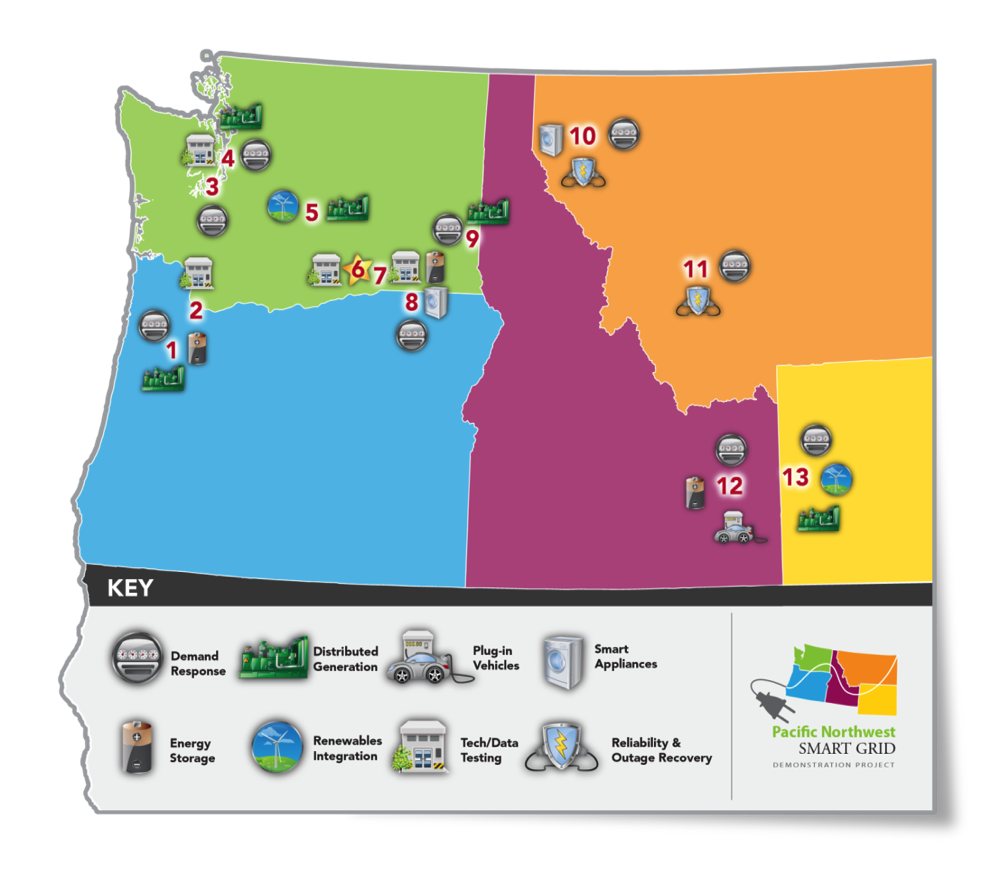 4
3
5
9
6
7
2
8
1
10
11
12
13
KEY
Demand
Response
Distributed
Generation
Plug-in
Vehicles
Smart
Appliances
Energy
Storage
Renewables
Integration
Tech/Data
Testing
Reliability &
Outage Recovery
Pacific Northwest
SMART GRID
DEMONSTRATION PROJECT